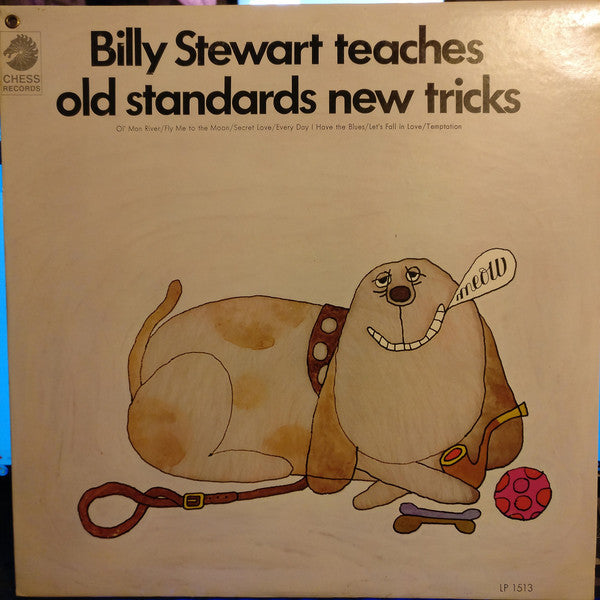 CHESS
RECORDS
Billy Stewart teaches
old standards new tricks
Ol' Man River/Fly Me to the Moon/Secret Love/Every Day I Have the Blues/Let's Fall in Love/Temptation
meow
LP 1513